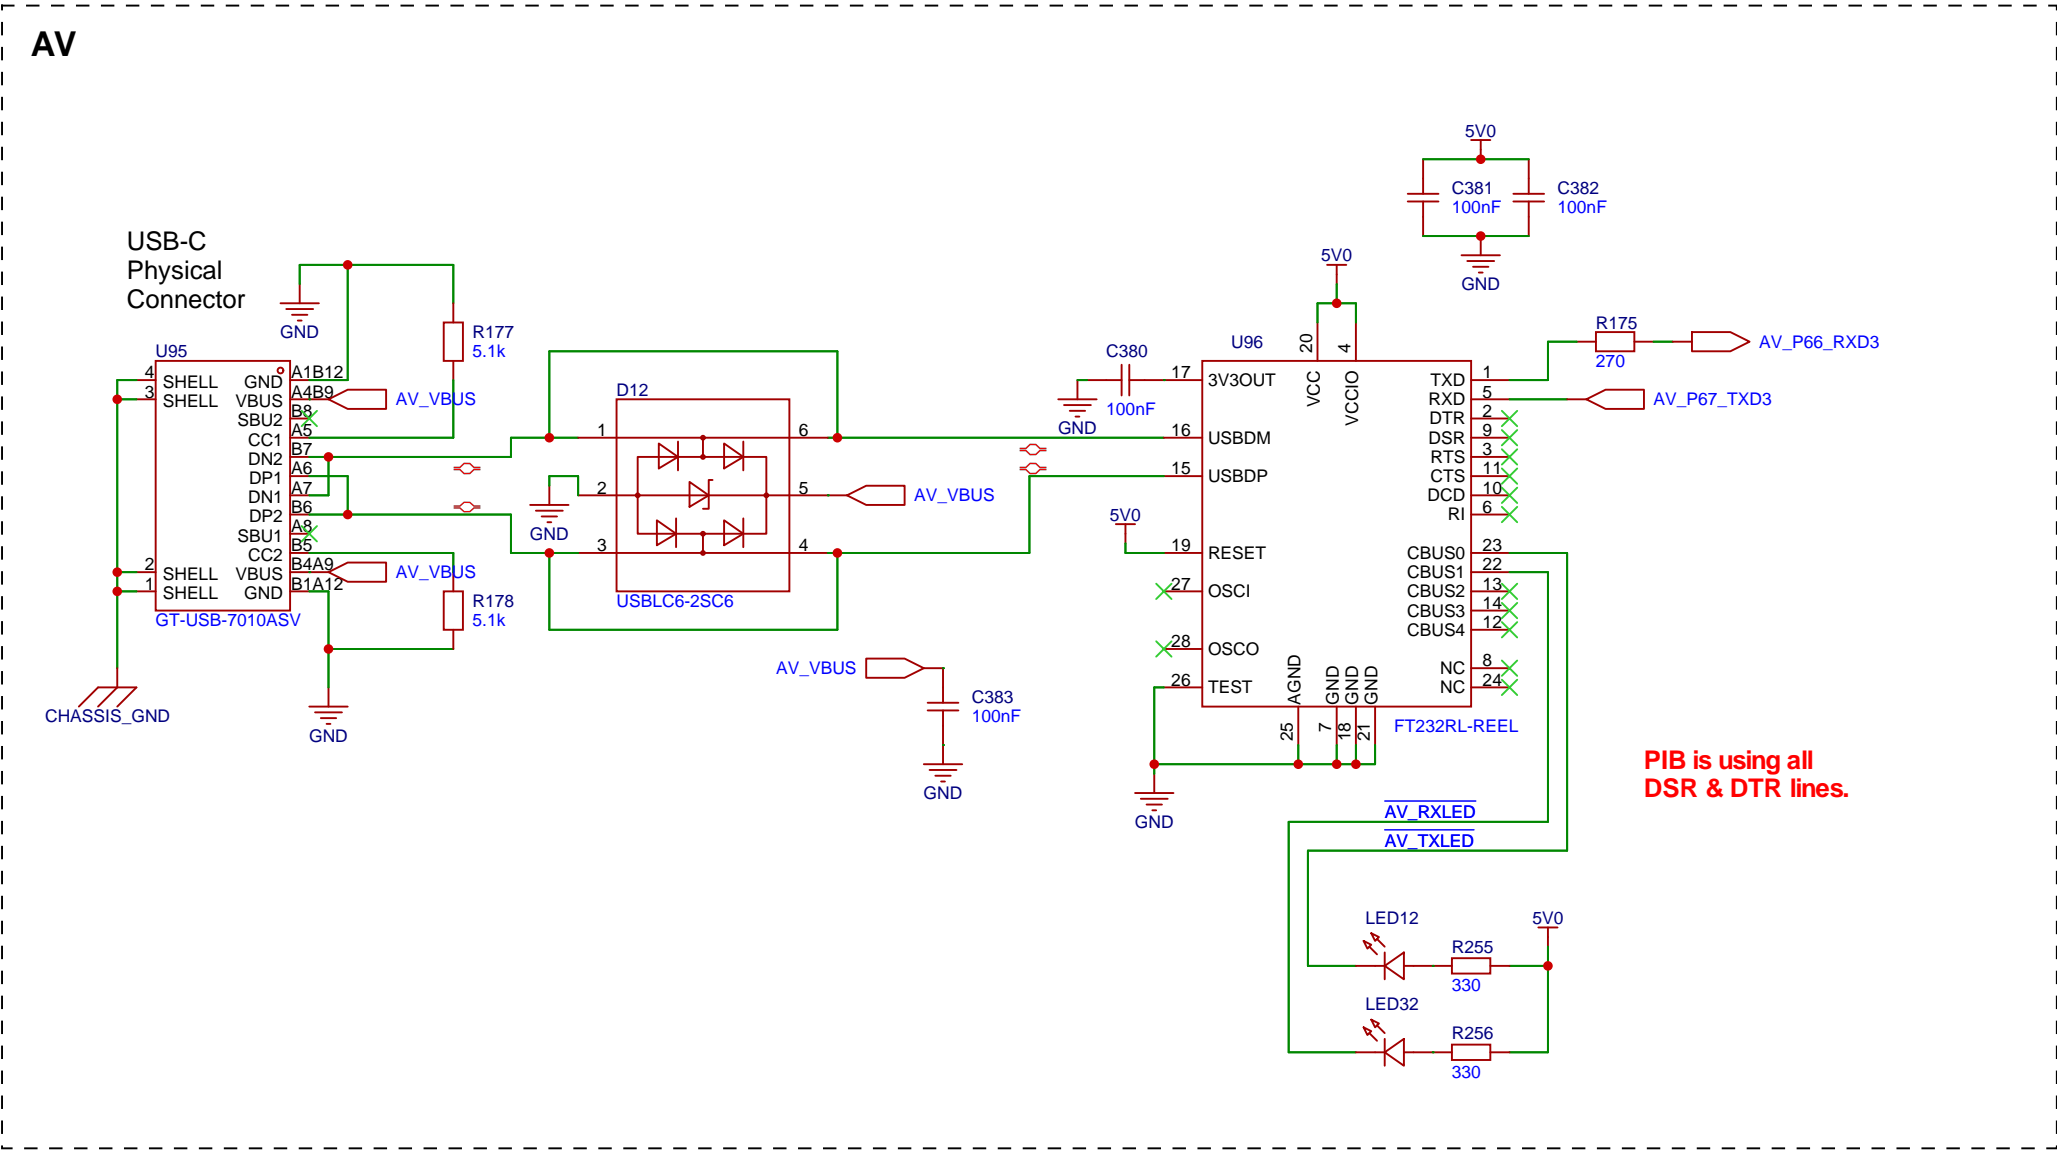 AV
USB-C
Physical
Connector
GND
R177
5.1k
U95
4 SHELL
3 SHELL
2 SHELL
1 SHELL
GND A1B12
VBUS A4B9
SBU2 B8
CC1 A5
DN2 B7
DP1 A6
DN1 A7
DP2 B6
SBU1 A8
CC2 B5
VBUS B4A9
GND B1A12
GT-USB-7010ASV
AV_VBUS
AV_VBUS
R178
5.1k
CHASSIS_GND
GND
D12
1
2
3
6
5
4
USBLC6-2SC6
GND
AV_VBUS
AV_VBUS
C383
100nF
GND
5V0
C381
100nF
C382
100nF
GND
5V0
U96
20 VCC
4 VCCIO
C380
100nF
GND
17 3V3OUT
16 USBDM
15 USBDP
5V0
19 RESET
27 OSCI
28 OSCO
26 TEST
TXD 1
RXD 5
DTR 2
DSR 9
RTS 3
CTS 11
DCD 10
RI 6
CBUS0 23
CBUS1 22
CBUS2 13
CBUS3 14
CBUS4 12
NC 8
NC 24
AGND 25
GND 7
GND 18
GND 21
FT232RL-REEL
GND
R175
270
AV_P66_RXD3
AV_P67_TXD3
PIB is using all
DSR & DTR lines.
AV_RXLED
AV_TXLED
LED12
R255
330
5V0
LED32
R256
330